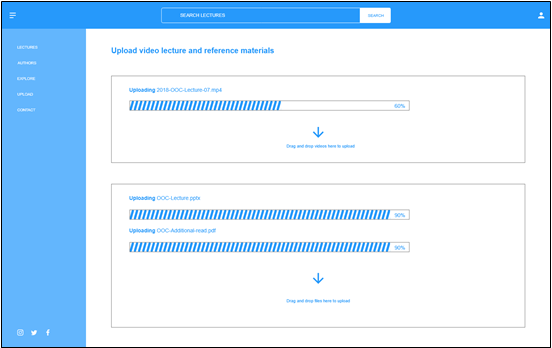 SEARCH LECTURES
SEARCH
LECTURES
AUTHORS
EXPLORE
UPLOAD
CONTACT
Upload video lecture and reference materials
Uploading 2018-OOC-Lecture-07.mp4
60%
Drag and drop videos here to upload
Uploading OOC-Lecture.pptx
90%
Uploading OOC-Additional-read.pdf
90%
Drag and drop files here to upload